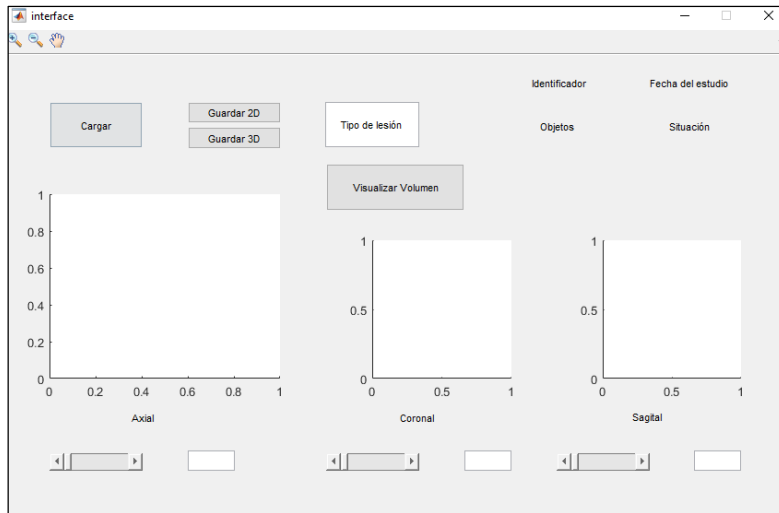 interface
Identificador Fecha del estudio
Cargar Guardar 2D Tipo de lesión Objetos Situación
Guardar 3D
Visualizar Volumen
1
0.8
0.6
0.4
0.2
0
0 0.2 0.4 0.6 0.8 1
Axial
1
0.5
0
0 0.5 1
Coronal
1
0.5
0
0 0.5 1
Sagital